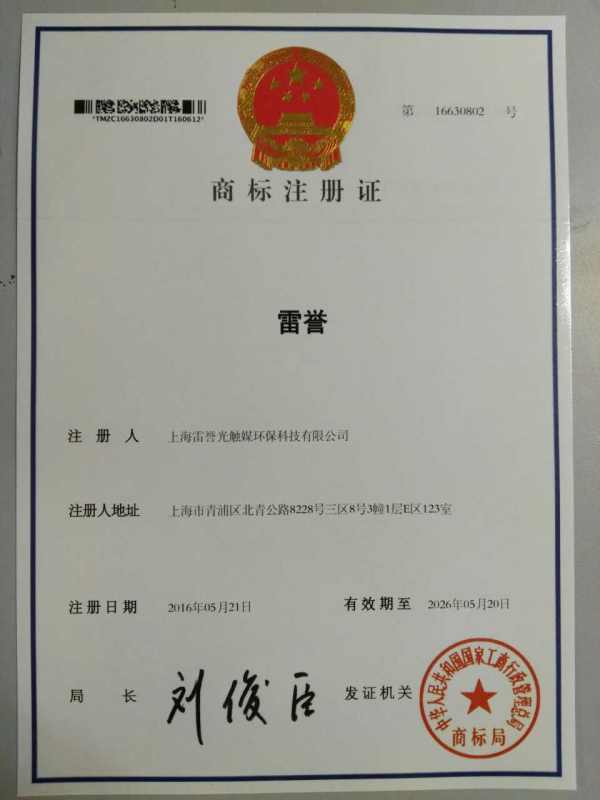 *TMZC16630802D01T160612*
第 16630802 号
商标注册证
雷誉
注册人 上海雷誉光触媒环保科技有限公司
注册人地址 上海市青浦区北青公路8228号三区8号3幢1层E区123室
注册日期 2016年05月21日 有效期至 2026年05月20日
局长 刘俊臣 发证机关
中华人民共和国国家工商行政管理总局
商标局